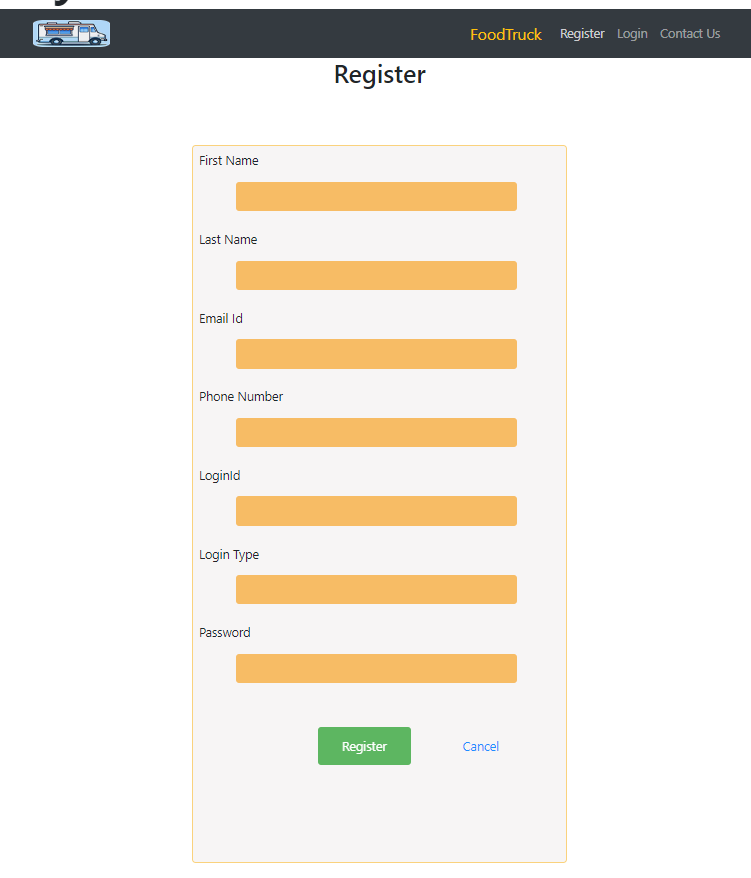 FoodTruck Register Login Contact Us
Register
First Name
Last Name
Email Id
Phone Number
LoginId
Login Type
Password
Register Cancel